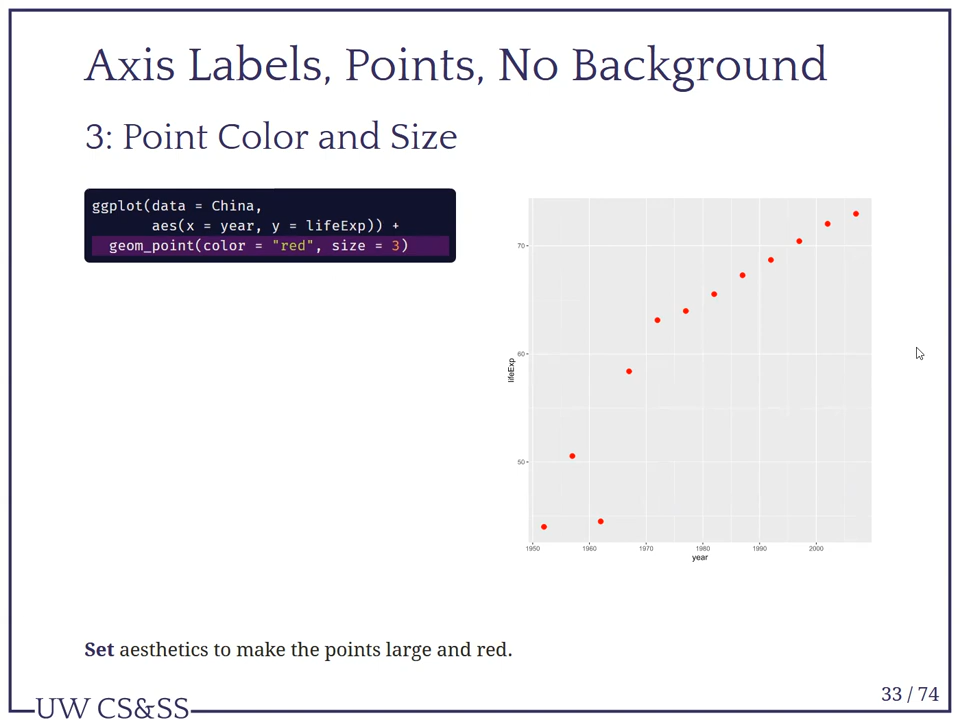 Axis Labels, Points, No Background
3: Point Color and Size
ggplot(data = China,
aes(x = year, y = lifeExp)) +
geom_point(color = "red", size = 3)
70
60
50
lifeExp
1950 1960 1970 1980 1990 2000
year
Set aesthetics to make the points large and red.
33 / 74
UW CS&SS